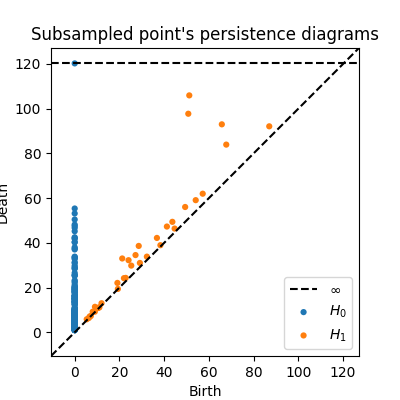 Subsampled point's persistence diagrams
120
100
80
60
40
20
0
Death
∞
H₀
H₁
0 20 40 60 80 100 120
Birth